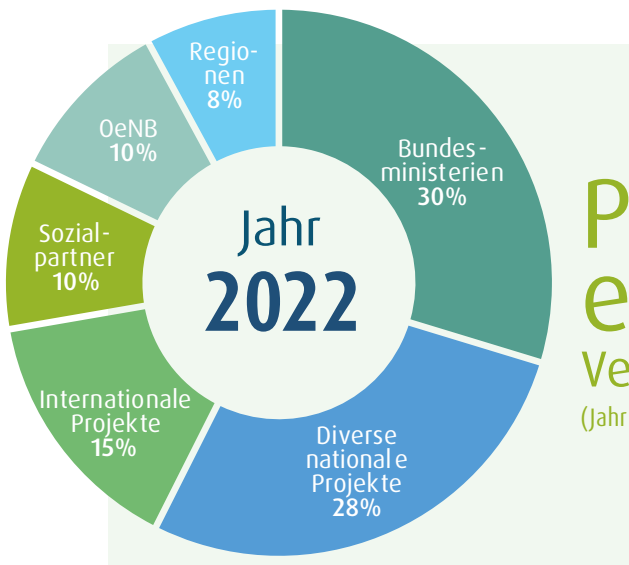 Regio-
nen
8%
OeNB
10%
Bundes-
ministerien
30%
Sozial-
partner
10%
Jahr
2022
Internationale
Projekte
15%
Diverse
nationale
Projekte
28%
P
e
Ve
(Jahr